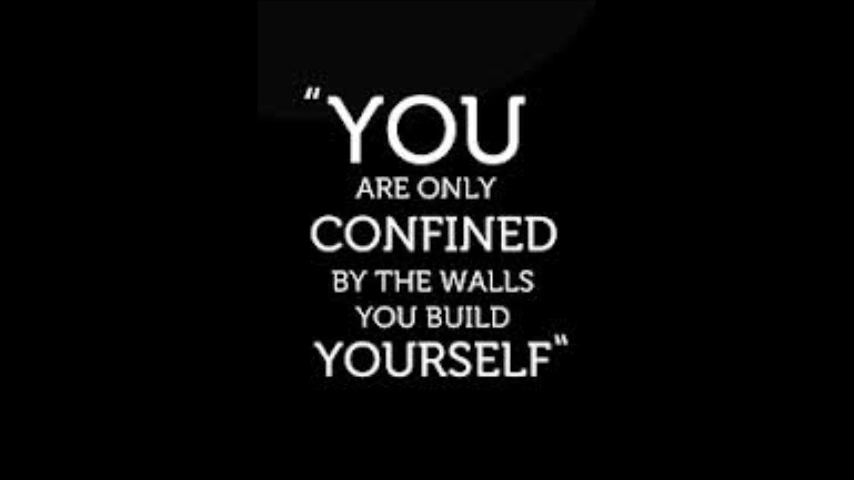 “YOU
ARE ONLY
CONFINED
BY THE WALLS
YOU BUILD
YOURSELF“